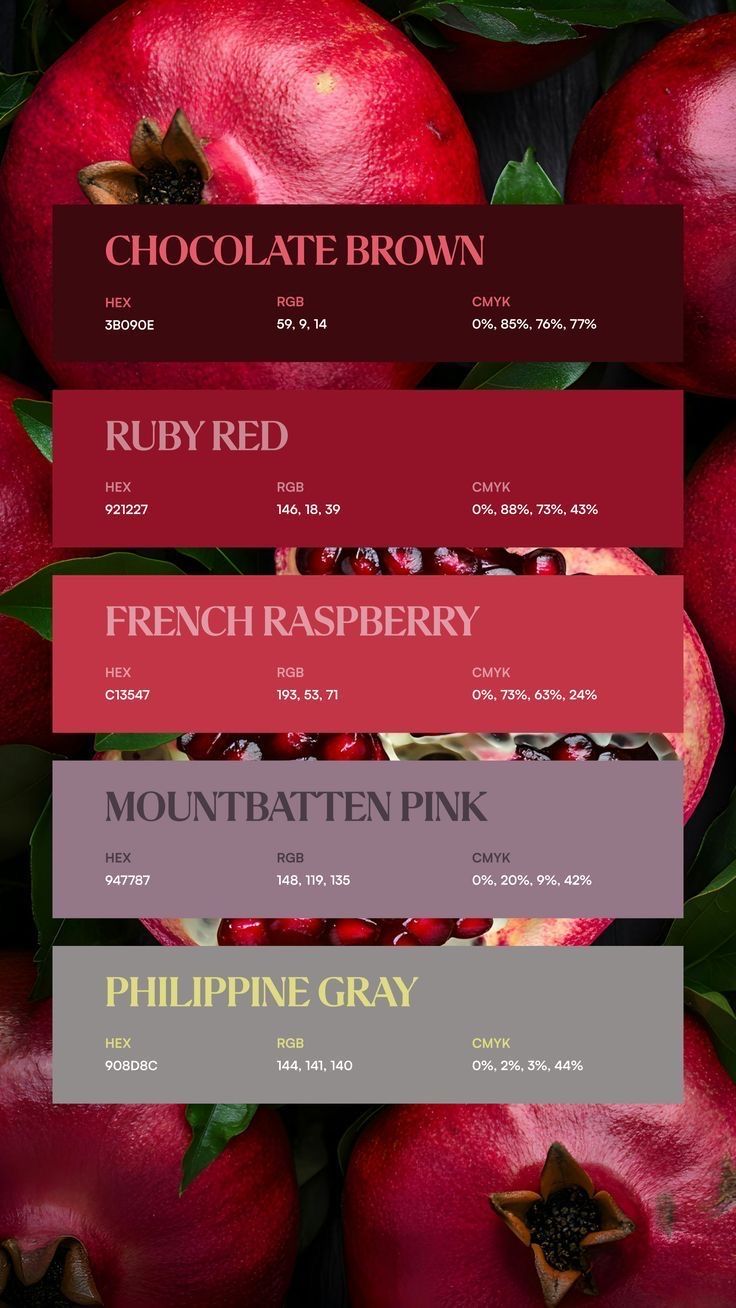 CHOCOLATE BROWN
HEX RGB CMYK
3B090E 59, 9, 14 0%, 85%, 76%, 77%
RUBY RED
HEX RGB CMYK
921227 146, 18, 39 0%, 88%, 73%, 43%
FRENCH RASPBERRY
HEX RGB CMYK
C13547 193, 53, 71 0%, 73%, 63%, 24%
MOUNTBATTEN PINK
HEX RGB CMYK
947787 148, 119, 135 0%, 20%, 9%, 42%
PHILIPPINE GRAY
HEX RGB CMYK
908D8C 144, 141, 140 0%, 2%, 3%, 44%